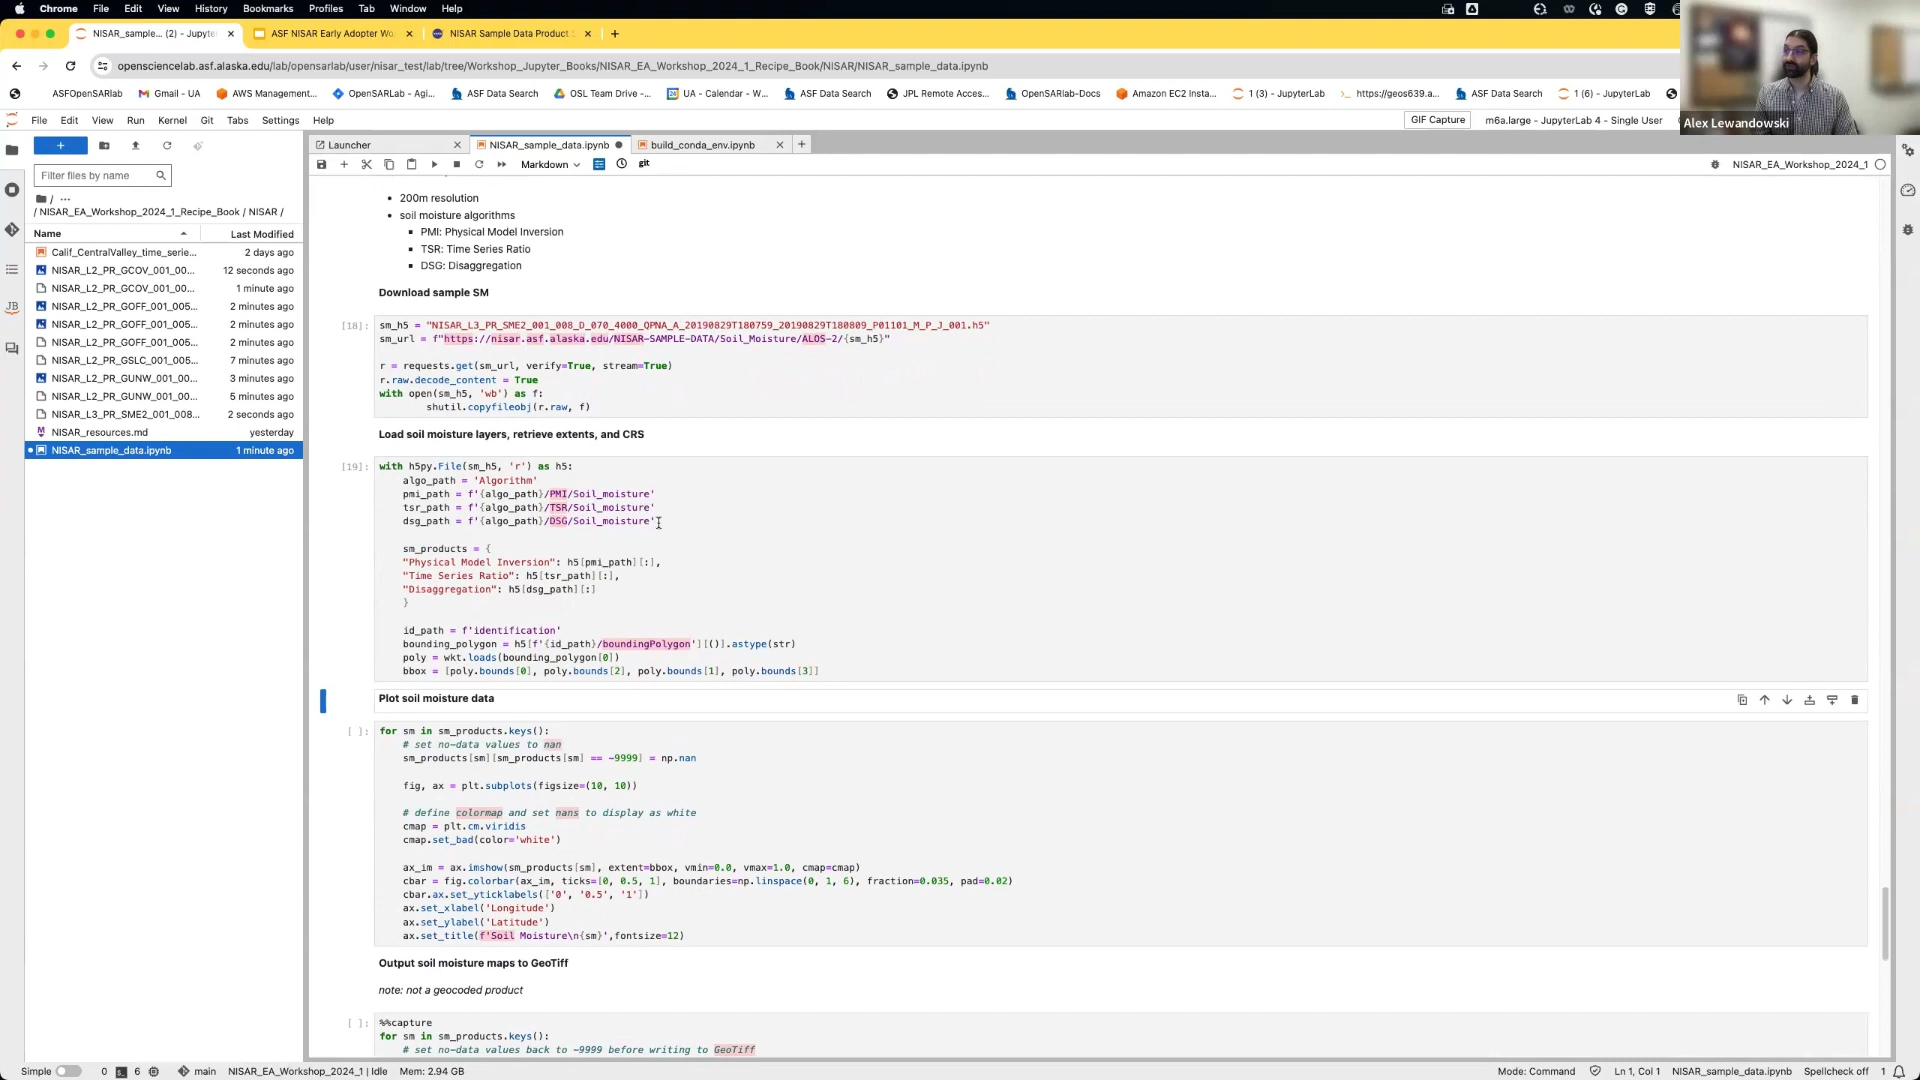 Chrome File Edit View History Bookmarks Profiles Tab Window Help
NISAR_sample... (2) - Jupyter
ASF NISAR Early Adopter Wo
NISAR Sample Data Product
openscienelab.asf.alaska.edu/lab/opensarlab/user/nisar_test/lab/tree/Workshop_Jupyter_Books/NISAR_EA_Workshop_2024_1_Recipe_Book/NISAR/NISAR_sample_data.ipynb
ASFOpenSARlab Gmail - UA AWS Management... OpenSARLab - Agi... ASF Data Search OSL Team Drive -... UA - Calendar - W... ASF Data Search JPL Remote Acces... OpenSARlab-Docs Amazon EC2 Insta... 1 (3) - JupyterLab https://geos639.a... ASF Data Search 1 (6) - JupyterLab
Alex Lewandowski
File Edit View Run Kernel Git Tabs Settings Help
GIF Capture m6a.large - JupyterLab 4 - Single User
Launcher NISAR_sample_data.ipynb build_conda_env.ipynb
Markdown git NISAR_EA_Workshop_2024_1
Filter files by name
/ ...
/ NISAR_EA_Workshop_2024_1_Recipe_Book / NISAR /
Name Last Modified
Calif_CentralValley_time_serie... 2 days ago
NISAR_L2_PR_GCOV_001_00... 12 seconds ago
NISAR_L2_PR_GCOV_001_00... 1 minute ago
NISAR_L2_PR_GOFF_001_005... 2 minutes ago
NISAR_L2_PR_GOFF_001_005... 2 minutes ago
NISAR_L2_PR_GOFF_001_005... 2 minutes ago
NISAR_L2_PR_GSLC_001_005... 7 minutes ago
NISAR_L2_PR_GUNW_001_00... 3 minutes ago
NISAR_L2_PR_GUNW_001_00... 5 minutes ago
NISAR_L3_PR_SME2_001_008... 2 seconds ago
NISAR_resources.md yesterday
NISAR_sample_data.ipynb 1 minute ago
200m resolution
soil moisture algorithms
PMI: Physical Model Inversion
TSR: Time Series Ratio
DSG: Disaggregation
Download sample SM
[18]: sm_h5 = "NISAR_L3_PR_SME2_001_008_D_070_4000_QPNA_A_20190829T180759_20190829T180809_P01101_M_P_J_001.h5"
sm_url = f"https://nisar.asf.alaska.edu/NISAR-SAMPLE-DATA/Soil_Moisture/ALOS-2/{sm_h5}"
r = requests.get(sm_url, verify=True, stream=True)
r.raw.decode_content = True
with open(sm_h5, 'wb') as f:
shutil.copyfileobj(r.raw, f)
Load soil moisture layers, retrieve extents, and CRS
[19]: with h5py.File(sm_h5, 'r') as h5:
algo_path = 'Algorithm'
pmi_path = f'{algo_path}/PMI/Soil_moisture'
tsr_path = f'{algo_path}/TSR/Soil_moisture'
dsg_path = f'{algo_path}/DSG/Soil_moisture'
sm_products = {
"Physical Model Inversion": h5[pmi_path][:],
"Time Series Ratio": h5[tsr_path][:],
"Disaggregation": h5[dsg_path][:]
}
id_path = f'identification'
bounding_polygon = h5[f'{id_path}/boundingPolygon'][()].astype(str)
poly = wkt.loads(bounding_polygon[0])
bbox = [poly.bounds[0], poly.bounds[2], poly.bounds[1], poly.bounds[3]]
Plot soil moisture data
[ ]: for sm in sm_products.keys():
# set no-data values to nan
sm_products[sm][sm_products[sm] == -9999] = np.nan
fig, ax = plt.subplots(figsize=(10, 10))
# define colormap and set nans to display as white
cmap = plt.cm.viridis
cmap.set_bad(color='white')
ax_im = ax.imshow(sm_products[sm], extent=bbox, vmin=0.0, vmax=1.0, cmap=cmap)
cbar = fig.colorbar(ax_im, ticks=[0, 0.5, 1], boundaries=np.linspace(0, 1, 6), fraction=0.035, pad=0.02)
cbar.ax.set_yticklabels(['0', '0.5', '1'])
ax.set_xlabel('Longitude')
ax.set_ylabel('Latitude')
ax.set_title(f'Soil Moisture\n{sm}',fontsize=12)
Output soil moisture maps to GeoTiff
note: not a geocoded product
[ ]: %%capture
for sm in sm_products.keys():
# set no-data values back to -9999 before writing to GeoTiff
Simple 0 6 main NISAR_EA_Workshop_2024_1 | Idle Mem: 2.94 GB Mode: Command Ln 1, Col 1 NISAR_sample_data.ipynb Spellcheck off 1